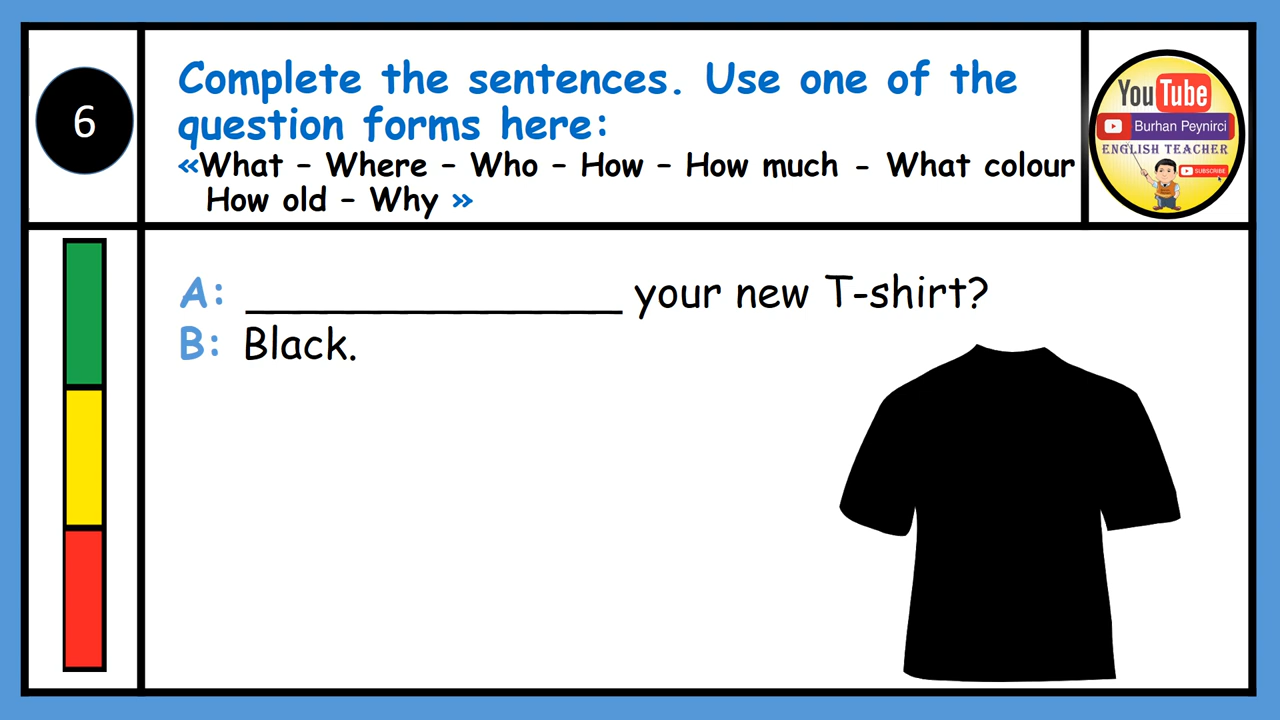 6
Complete the sentences. Use one of the
question forms here:
«What – Where – Who – How – How much - What colour
How old – Why »
YouTube
Burhan Peynirci
ENGLISH TEACHER
SUBSCRIBE
A: _______________ your new T-shirt?
B: Black.